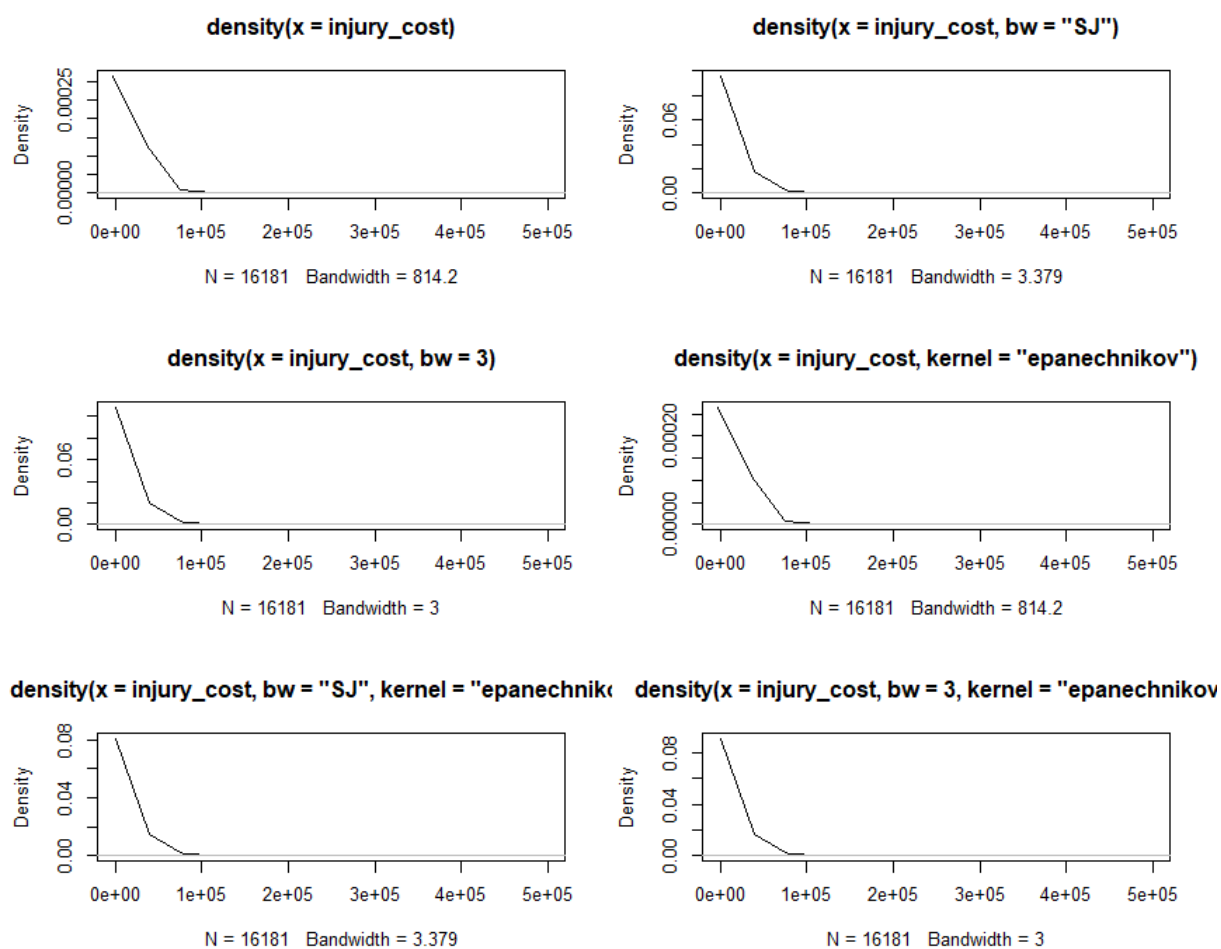 density(x = injury_cost)
Density
0.00000
0.00025
0e+00 1e+05 2e+05 3e+05 4e+05 5e+05
N = 16181 Bandwidth = 814.2
density(x = injury_cost, bw = "SJ")
Density
0.00
0.06
0e+00 1e+05 2e+05 3e+05 4e+05 5e+05
N = 16181 Bandwidth = 3.379
density(x = injury_cost, bw = 3)
Density
0.00
0.06
0e+00 1e+05 2e+05 3e+05 4e+05 5e+05
N = 16181 Bandwidth = 3
density(x = injury_cost, kernel = "epanechnikov")
Density
0.00000
0.00020
0e+00 1e+05 2e+05 3e+05 4e+05 5e+05
N = 16181 Bandwidth = 814.2
density(x = injury_cost, bw = "SJ", kernel = "epanechnik
Density
0.00
0.04
0.08
0e+00 1e+05 2e+05 3e+05 4e+05 5e+05
N = 16181 Bandwidth = 3.379
density(x = injury_cost, bw = 3, kernel = "epanechnikov
Density
0.00
0.04
0.08
0e+00 1e+05 2e+05 3e+05 4e+05 5e+05
N = 16181 Bandwidth = 3